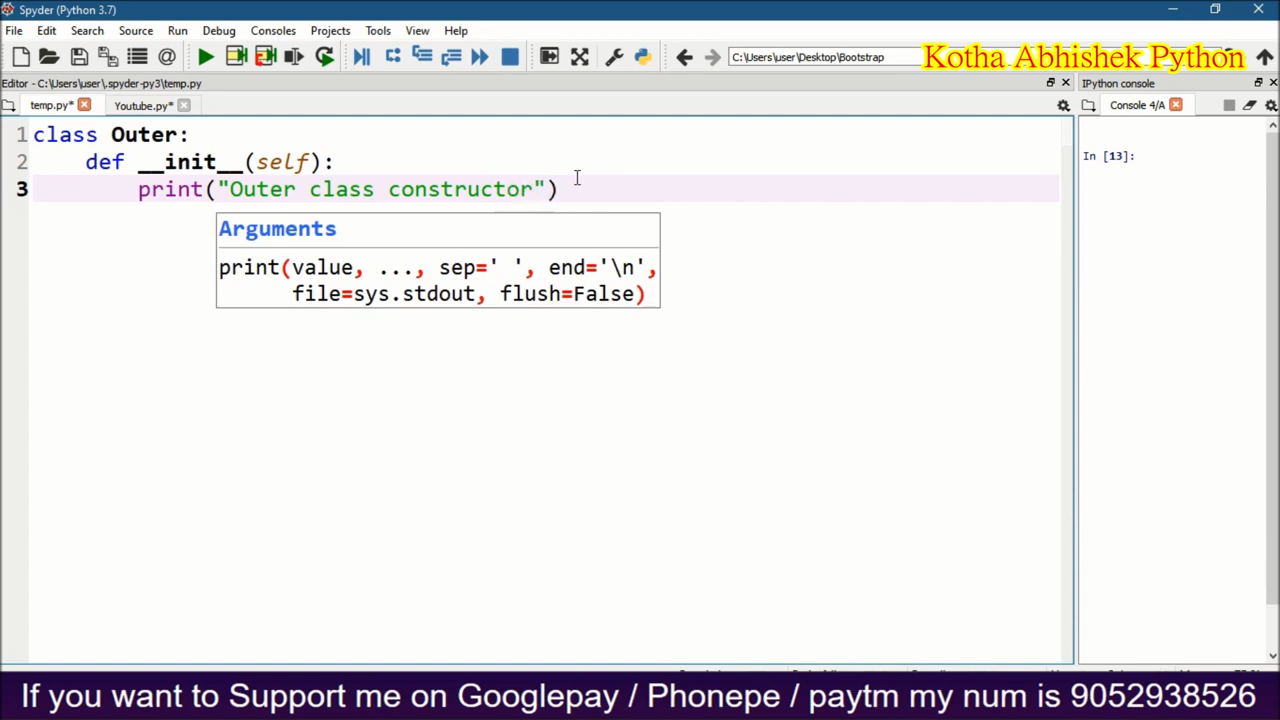 Spyder (Python 3.7)
File Edit Search Source Run Debug Consoles Projects Tools View Help
C:\Users\user\Desktop\Bootstrap
Kotha Abhishek Python
Editor - C:\Users\user\.spyder-py3\temp.py
IPython console
temp.py* Youtube.py*
Console 4/A
1 class Outer:
2 def __init__(self):
3 print("Outer class constructor")
In [13]:
Arguments
print(value, ..., sep=' ', end='\n',
file=sys.stdout, flush=False)
If you want to Support me on Googlepay / Phonepe / paytm my num is 9052938526